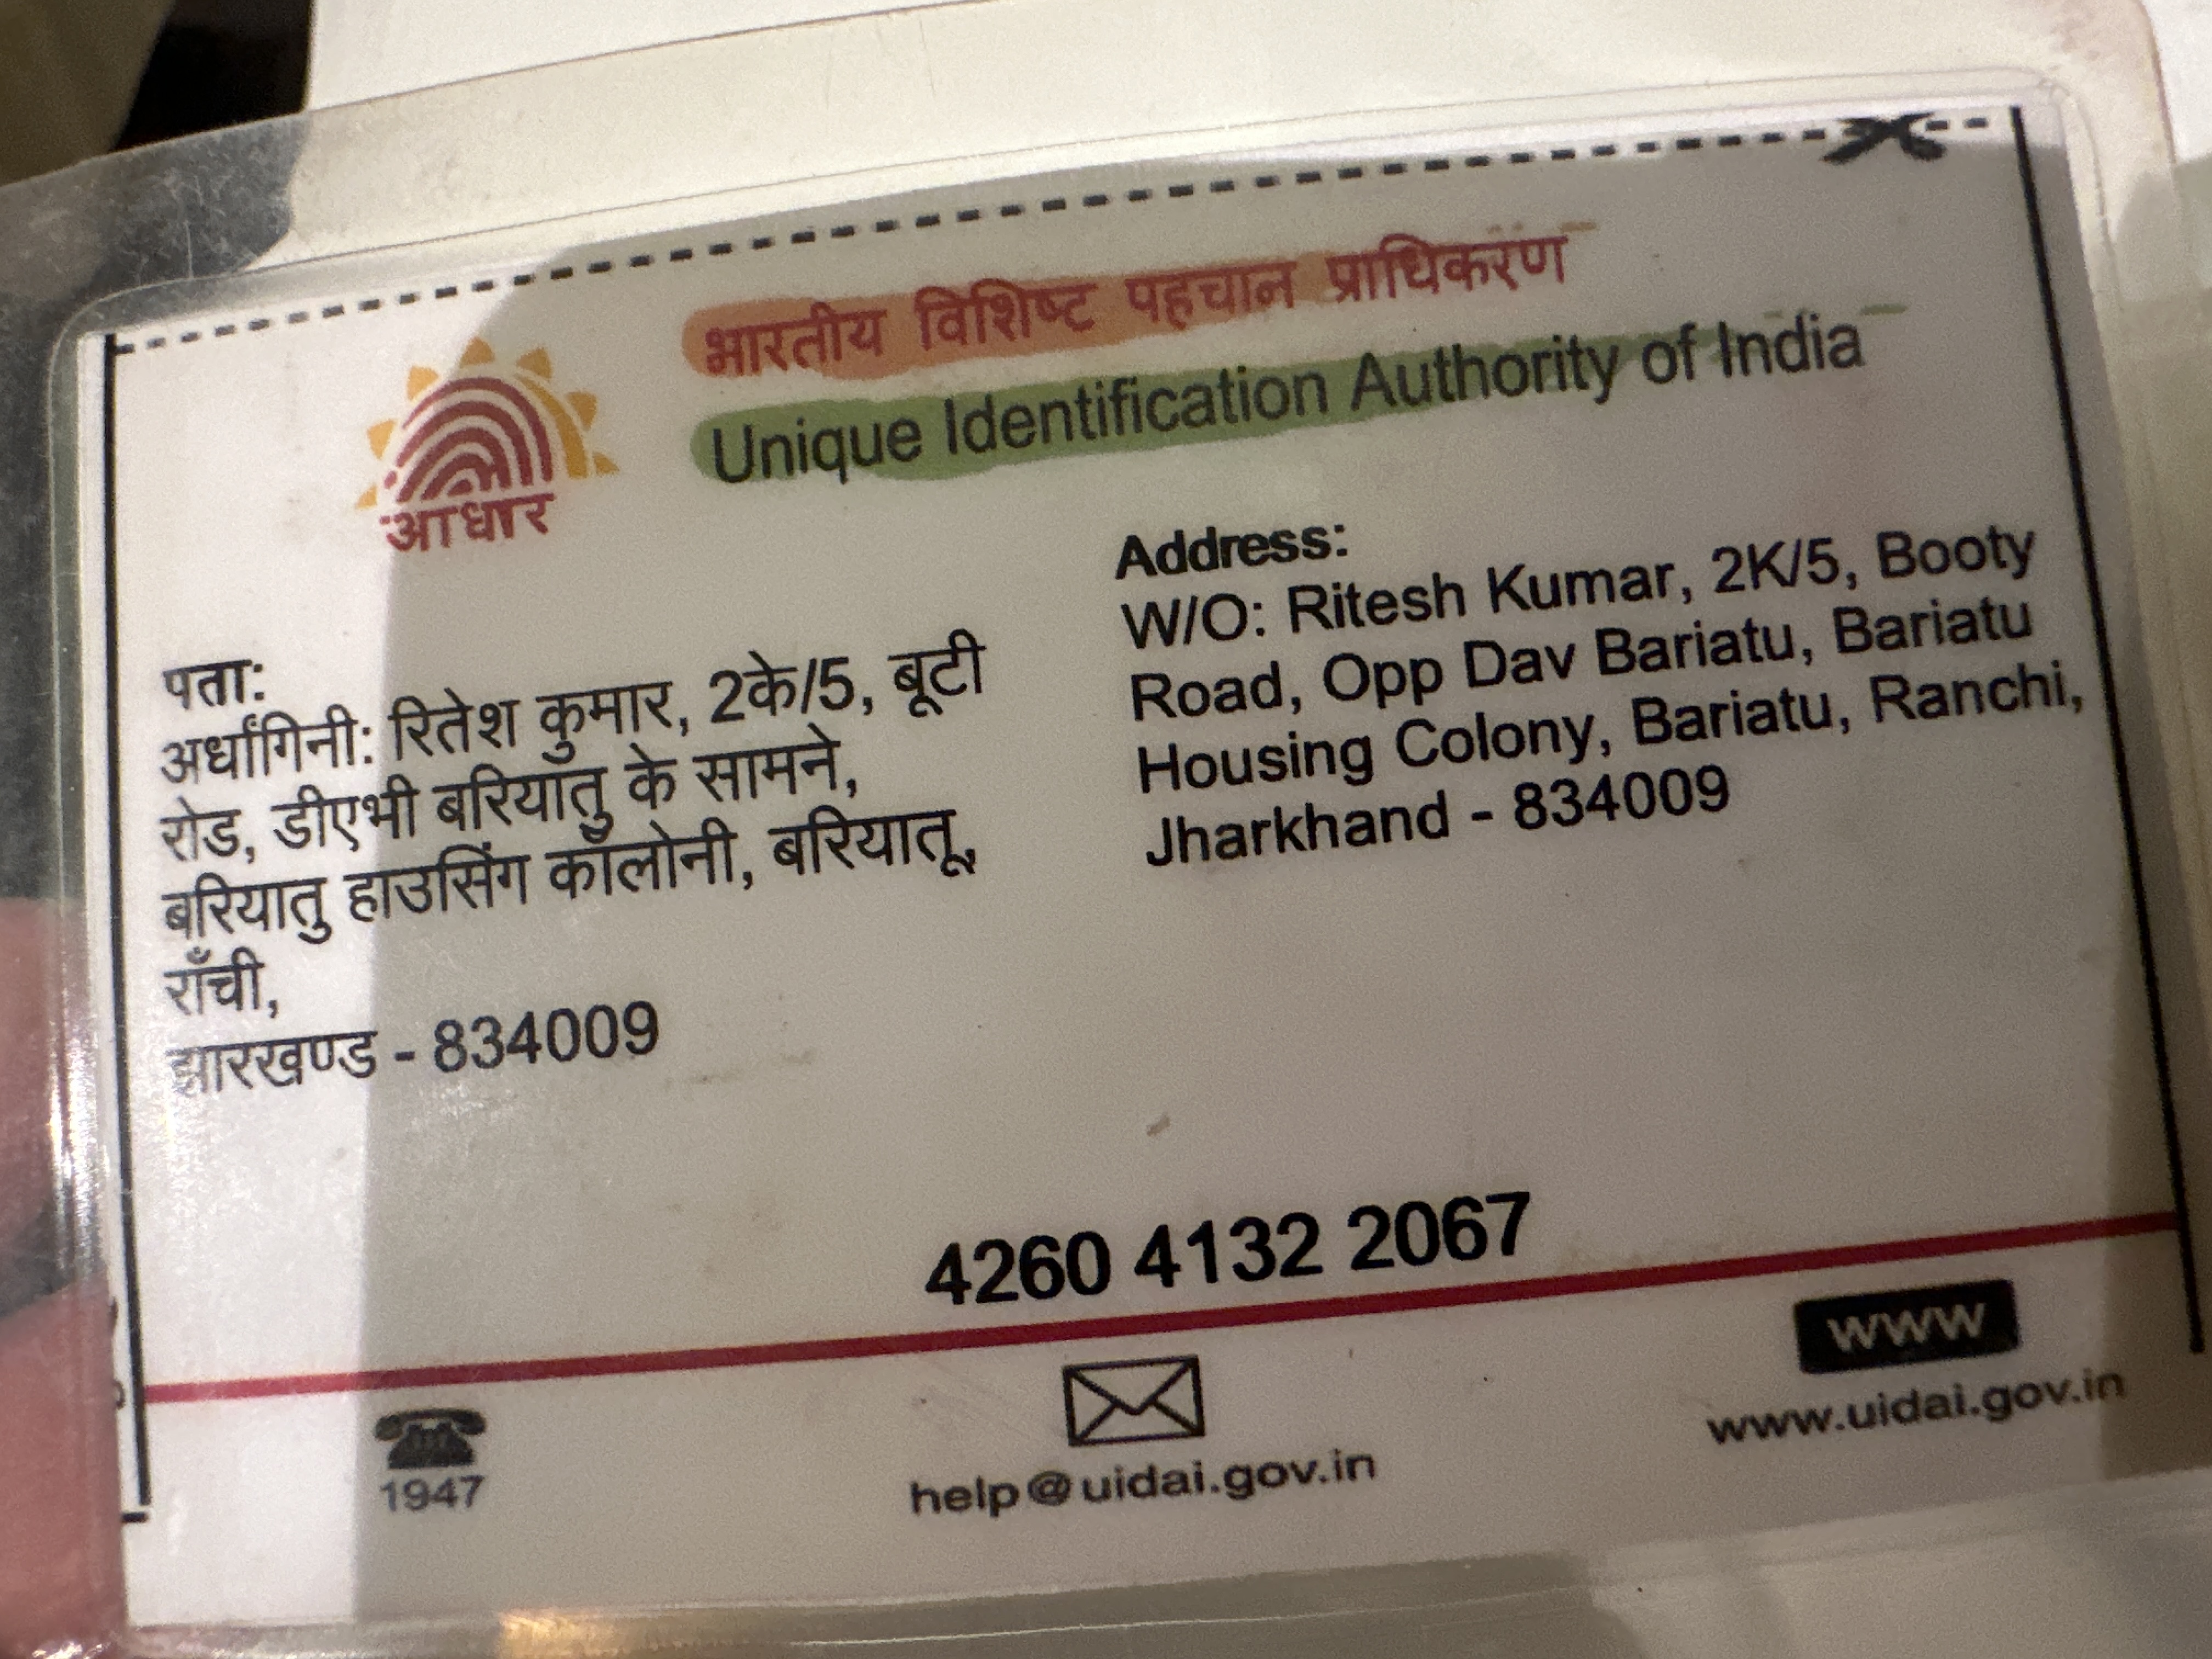 भारतीय विशिष्ट पहचान प्राधिकरण
Unique Identification Authority of India
आधार
पता:
अर्धांगिनी: रितेश कुमार, 2के/5, बूटी
रोड, डीएभी बरियातु के सामने,
बरियातु हाउसिंग कॉलोनी, बरियातू,
राँची,
झारखण्ड - 834009
Address:
W/O: Ritesh Kumar, 2K/5, Booty
Road, Opp Dav Bariatu, Bariatu
Housing Colony, Bariatu, Ranchi,
Jharkhand - 834009
4260 4132 2067
1947
help@uidai.gov.in
www
www.uidai.gov.in